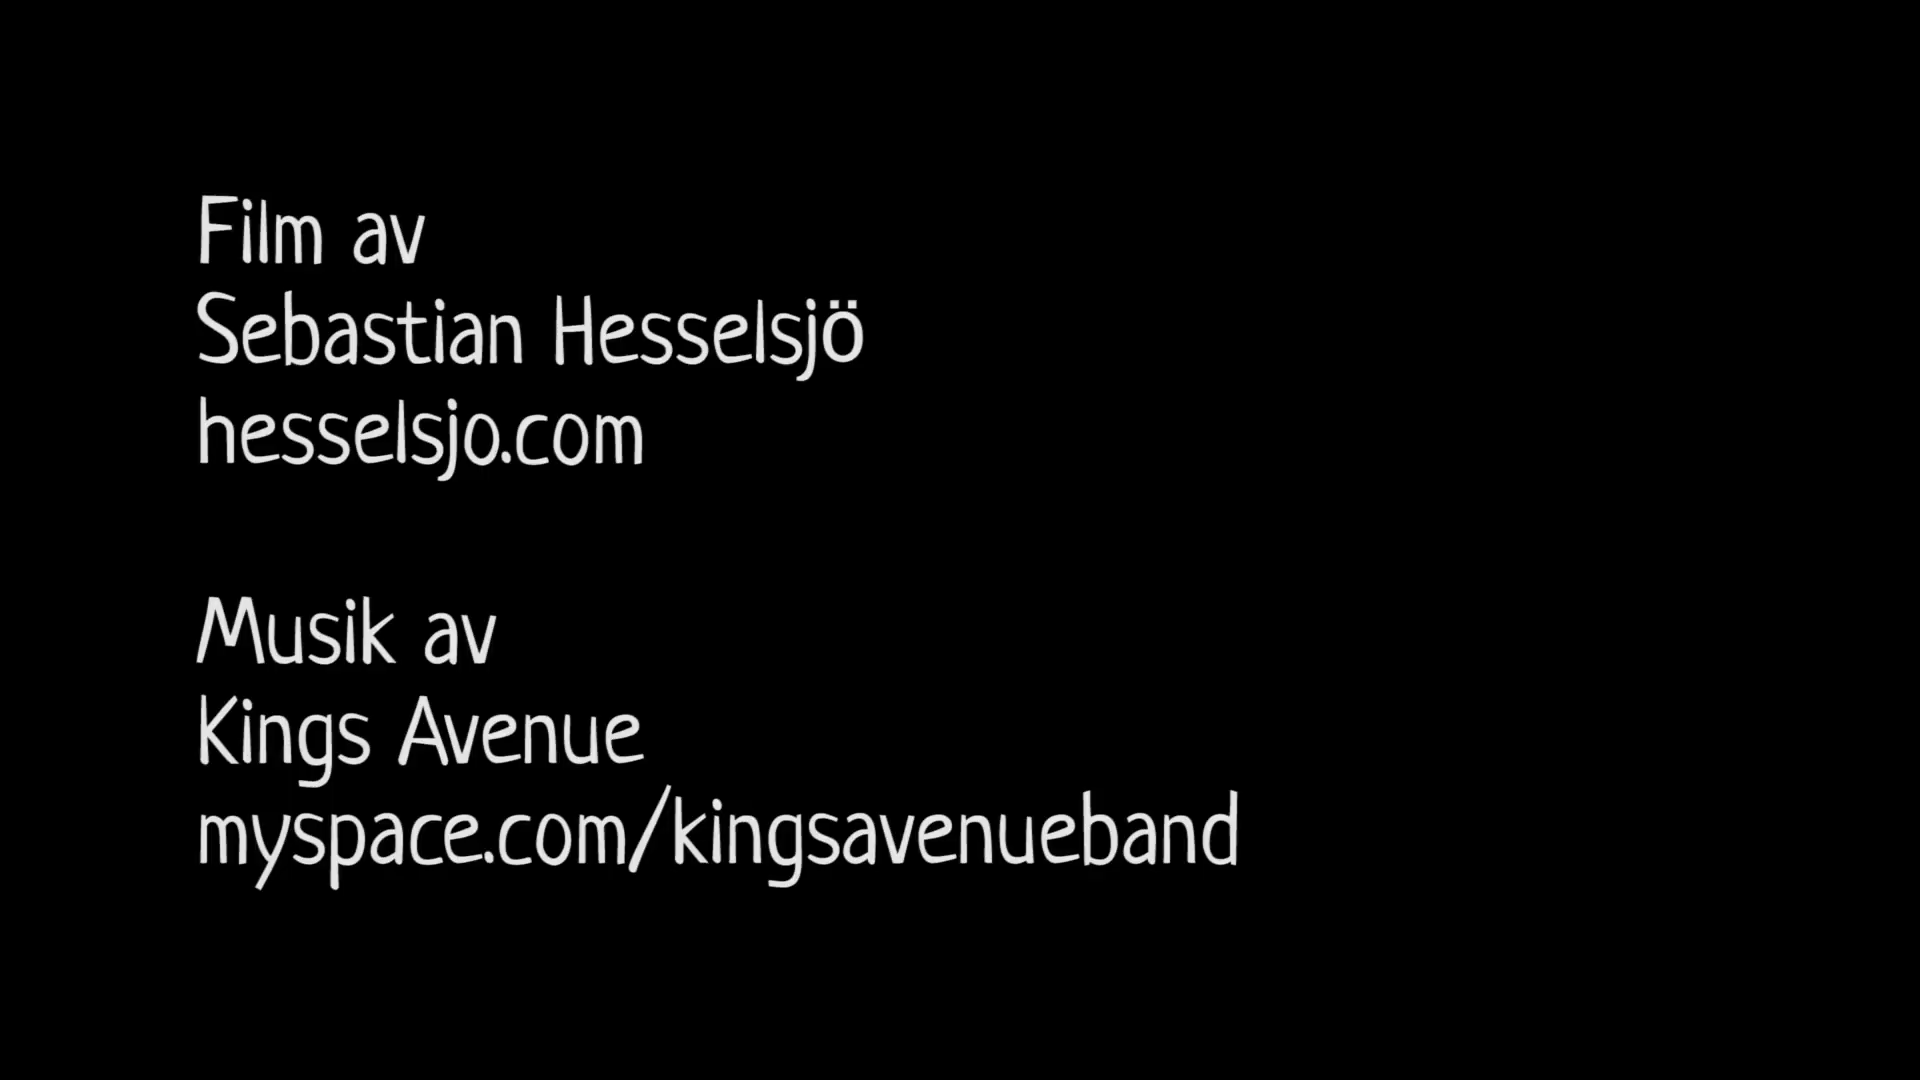 Film av
Sebastian Hesselsjö
hesselsjo.com
Musik av
Kings Avenue
myspace.com/kingsavenueband